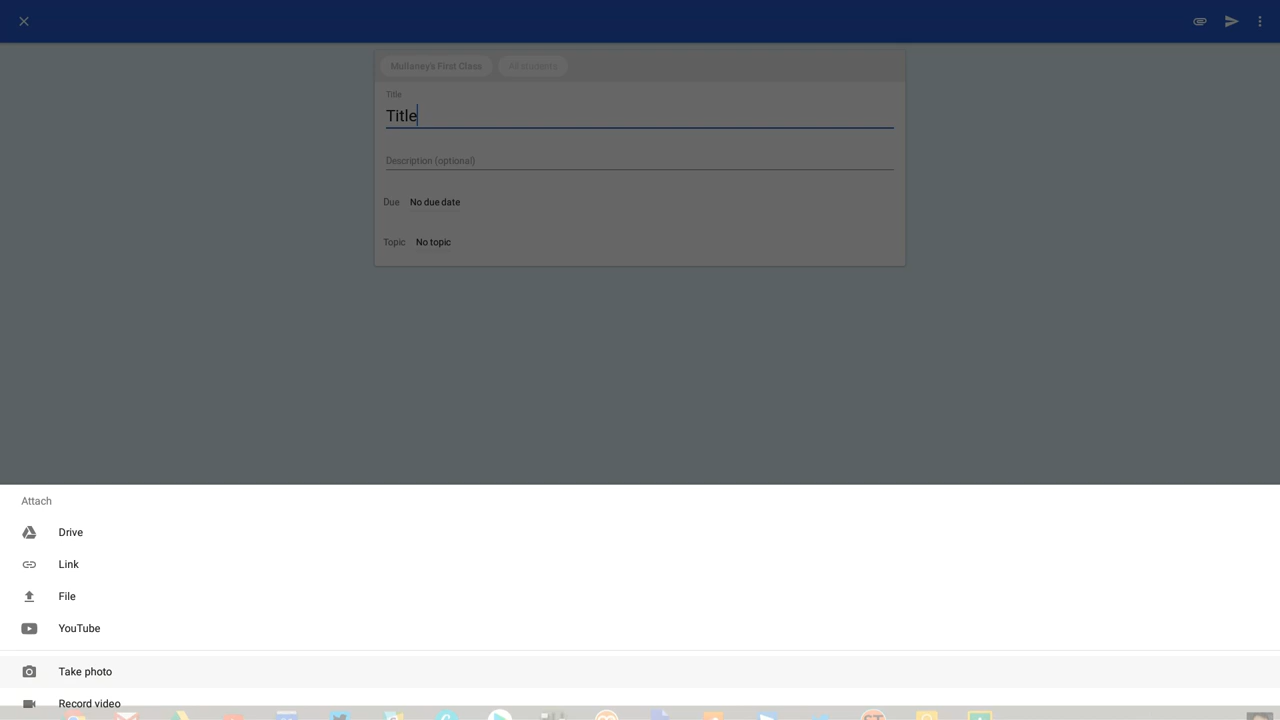 Mullaney's First Class All students
Title
Title
Description (optional)
Due No due date
Topic No topic
Attach
Drive
Link
File
YouTube
Take photo
Record video